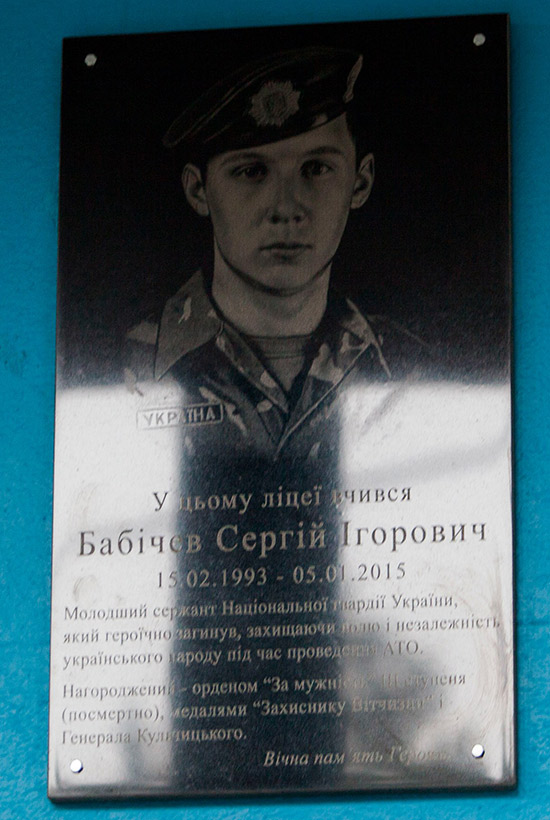 УКРАЇНА
У цьому ліцеї вчився
Бабічєв Сергій Ігорович
15.02.1993 - 05.01.2015
Молодший сержант Національної гвардії України,
який героїчно загинув, захищаючи волю і незалежність
українського народу під час проведення АТО.
Нагороджений - орденом “За мужність” ІІІ ступеня
(посмертно), медалями “Захиснику Вітчизни” і
Генерала Кульчицького.
Вічна пам’ять